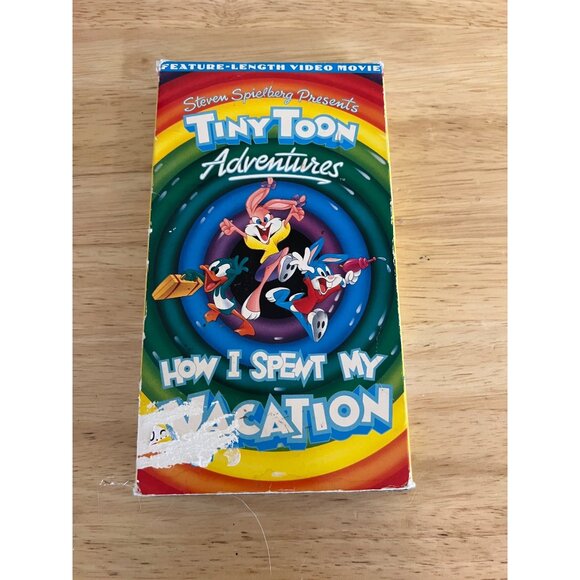 FEATURE-LENGTH VIDEO MOVIE
Steven Spielberg Presents
TINY TOON
Adventures
HOW I SPENT MY
VACATION